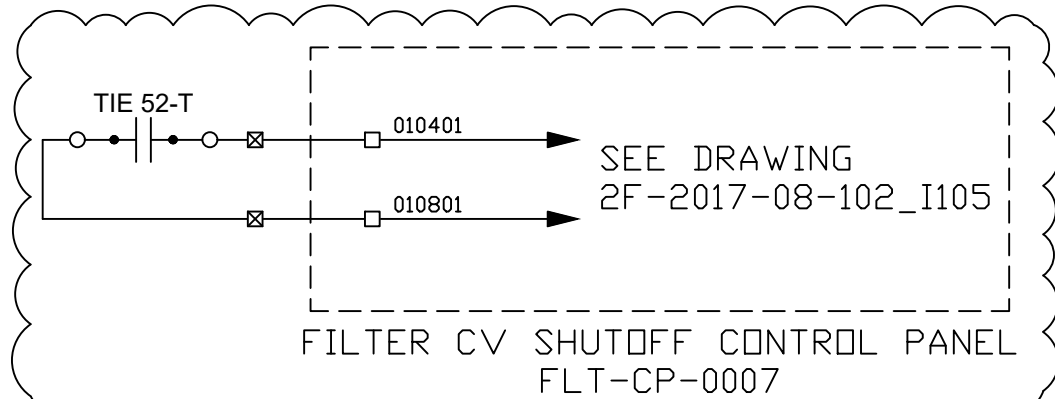 TIE 52-T
010401
SEE DRAWING
2F-2017-08-102_I105
010801
FILTER CV SHUTOFF CONTROL PANEL
FLT-CP-0007